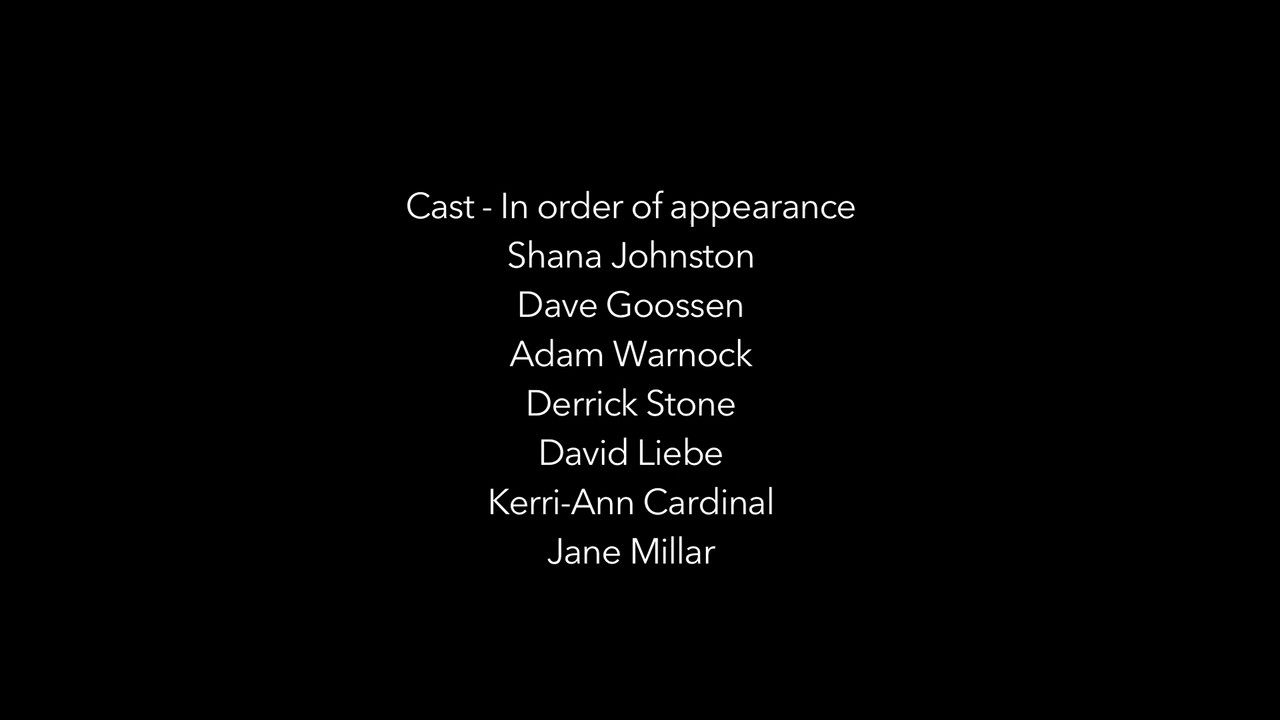 Cast - In order of appearance
Shana Johnston
Dave Goossen
Adam Warnock
Derrick Stone
David Liebe
Kerri-Ann Cardinal
Jane Millar